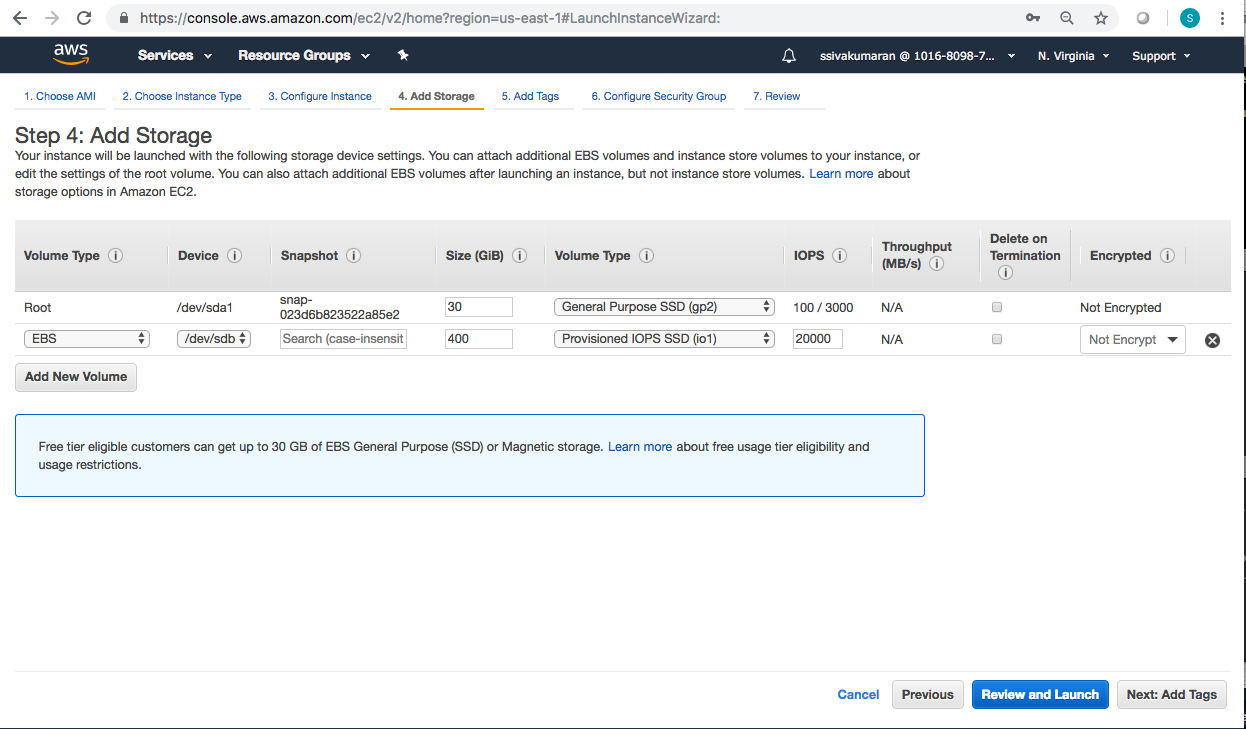 https://console.aws.amazon.com/ec2/v2/home?region=us-east-1#LaunchInstanceWizard:
S
aws Services Resource Groups ssivakumaran @ 1016-8098-7... N. Virginia Support
1. Choose AMI 2. Choose Instance Type 3. Configure Instance 4. Add Storage 5. Add Tags 6. Configure Security Group 7. Review
Step 4: Add Storage
Your instance will be launched with the following storage device settings. You can attach additional EBS volumes and instance store volumes to your instance, or
edit the settings of the root volume. You can also attach additional EBS volumes after launching an instance, but not instance store volumes. Learn more about
storage options in Amazon EC2.
Volume Type i Device i Snapshot i Size (GiB) i Volume Type i IOPS i Throughput (MB/s) i Delete on Termination i Encrypted i
Root /dev/sda1 snap-023d6b823522a85e2 30 General Purpose SSD (gp2) 100 / 3000 N/A Not Encrypted
EBS /dev/sdb Search (case-insensit 400 Provisioned IOPS SSD (io1) 20000 N/A Not Encrypt
Add New Volume
Free tier eligible customers can get up to 30 GB of EBS General Purpose (SSD) or Magnetic storage. Learn more about free usage tier eligibility and
usage restrictions.
Cancel Previous Review and Launch Next: Add Tags